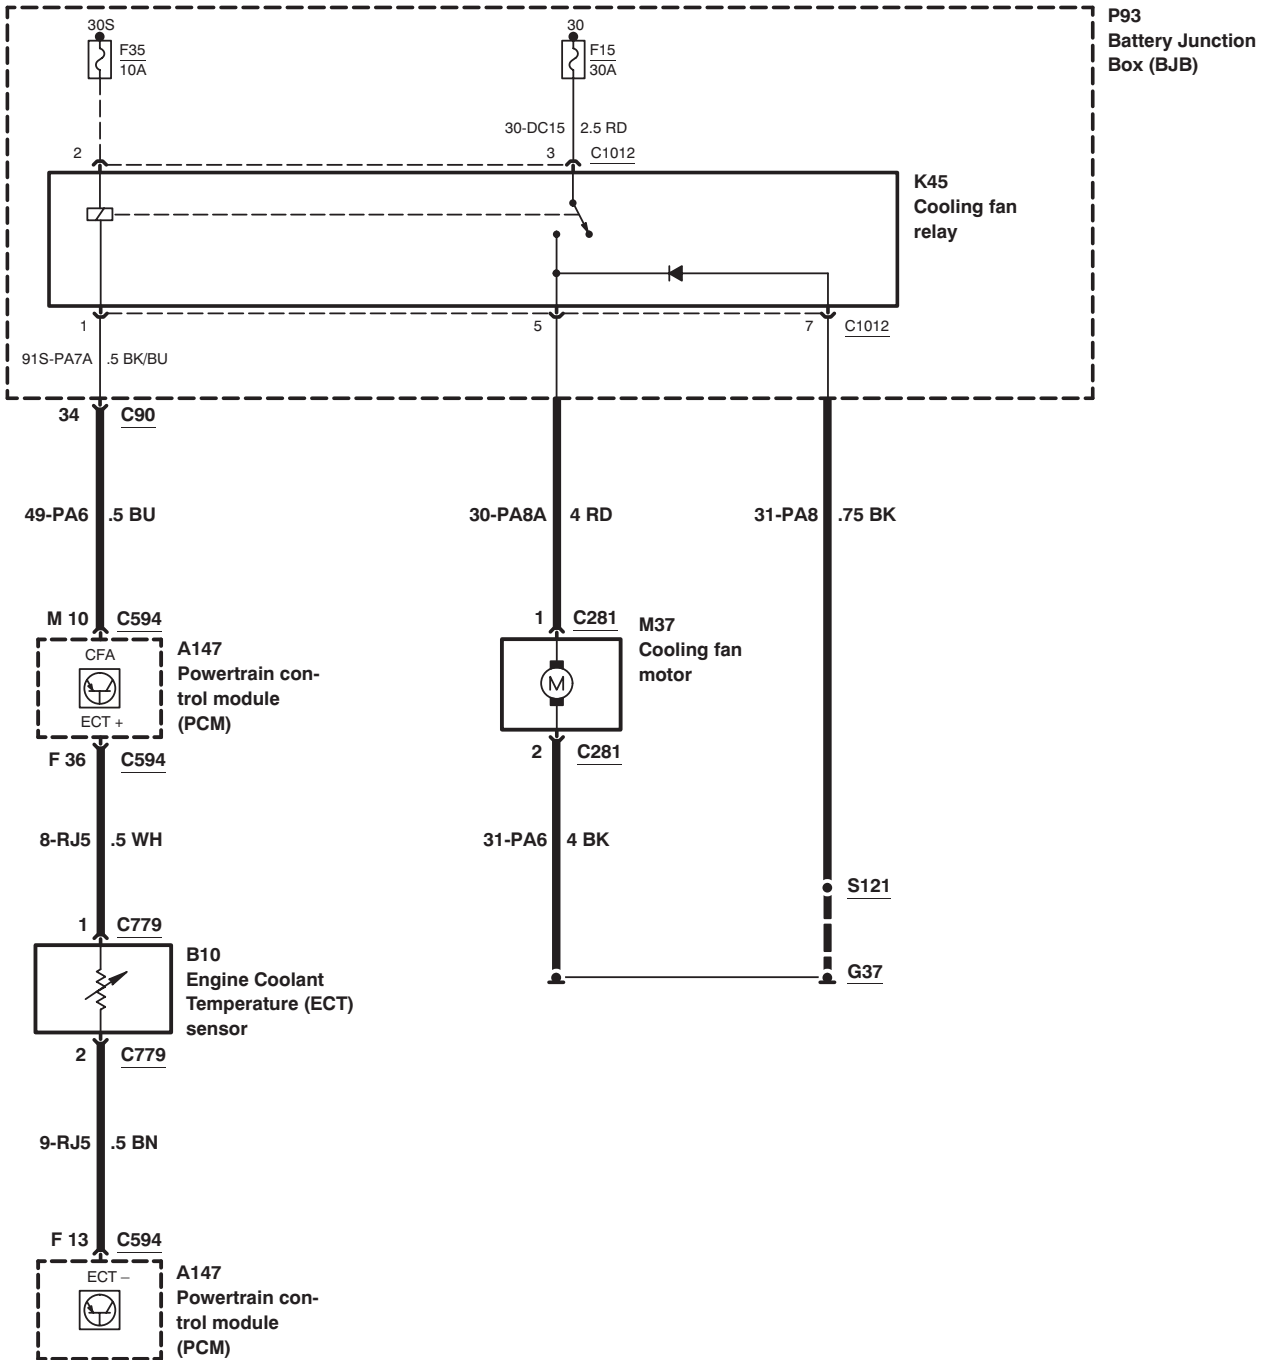 P93
Battery Junction
Box (BJB)
30S
30
F35
10A
F15
30A
30-DC15
2.5 RD
2
3
C1012
K45
Cooling fan
relay
1
5
7
C1012
91S-PA7A
.5 BK/BU
34
C90
49-PA6
.5 BU
30-PA8A
4 RD
31-PA8
.75 BK
M 10
C594
1
C281
CFA
ECT +
A147
Powertrain con-
trol module
(PCM)
M
M37
Cooling fan
motor
F 36
C594
2
C281
8-RJ5
.5 WH
31-PA6
4 BK
S121
1
C779
B10
Engine Coolant
Temperature (ECT)
sensor
G37
2
C779
9-RJ5
.5 BN
F 13
C594
ECT –
A147
Powertrain con-
trol module
(PCM)